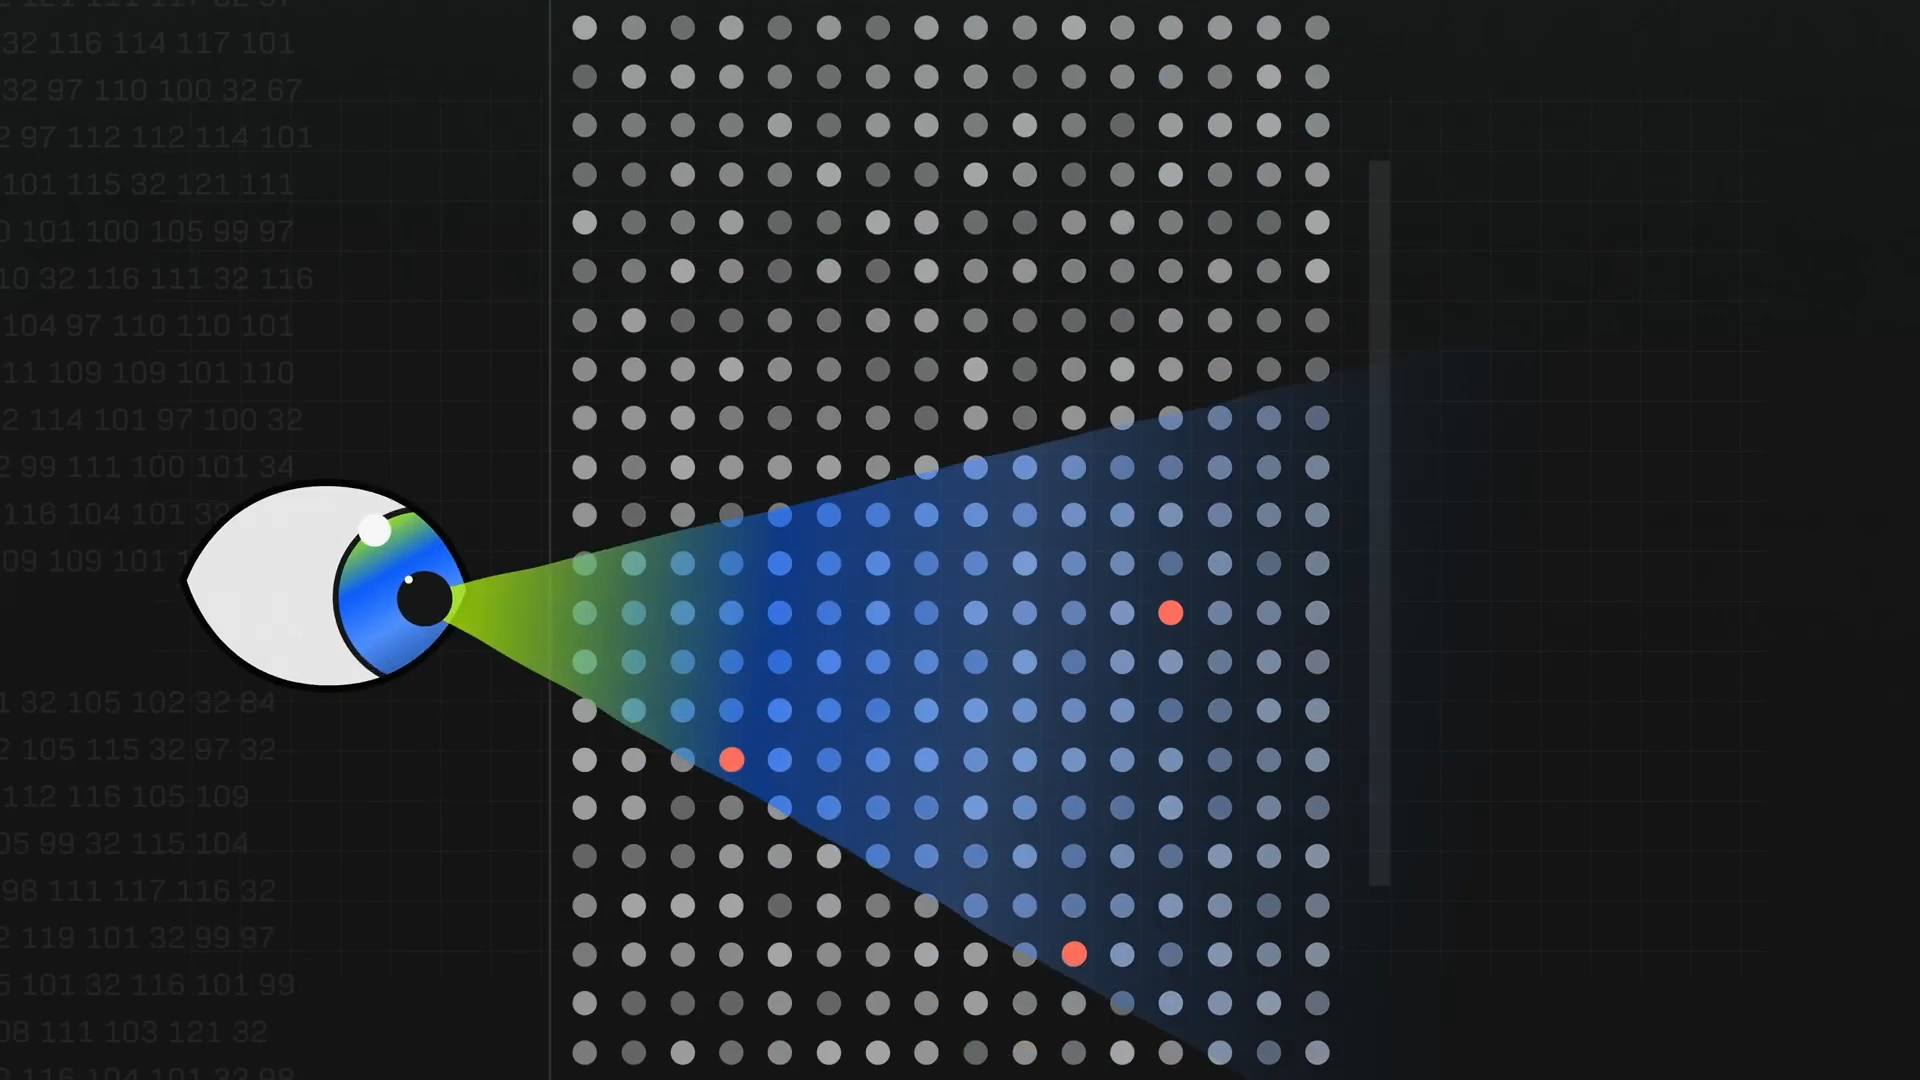 32 116 114 117 101
32 97 110 100 32 67
97 112 112 114 101
101 115 32 121 111
101 100 105 99 97
10 32 116 111 32 116
104 97 110 110 101
11 109 109 101 110
2 114 101 97 100 32
2 99 111 100 101 34
116 104 101 32
09 109 101 1
1 32 105 102 32 84
2 105 115 32 97 32
112 116 105 109
05 99 32 115 104
98 111 117 116 32
2 119 101 32 99 97
101 32 116 101 99
08 111 103 121 32